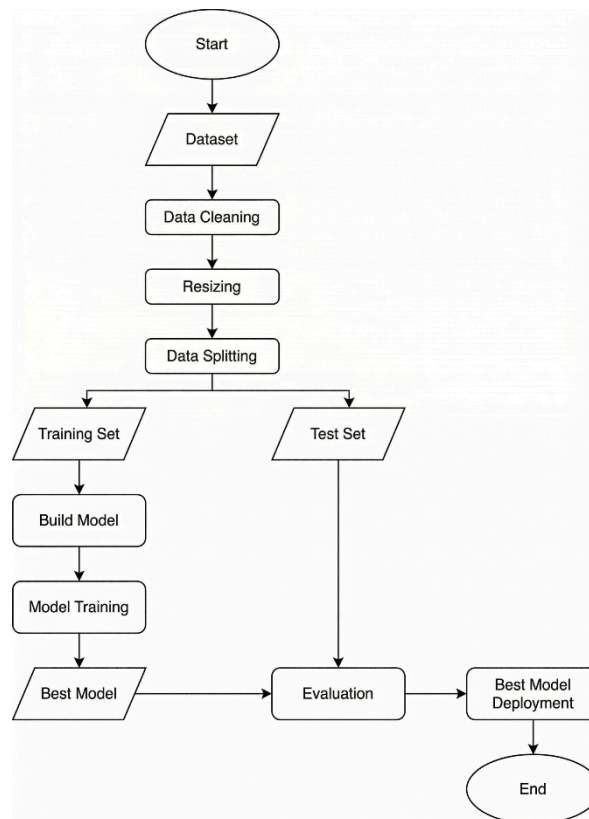 Start
Dataset
Data Cleaning
Resizing
Data Splitting
Training Set
Test Set
Build Model
Model Training
Best Model
Evaluation
Best Model
Deployment
End